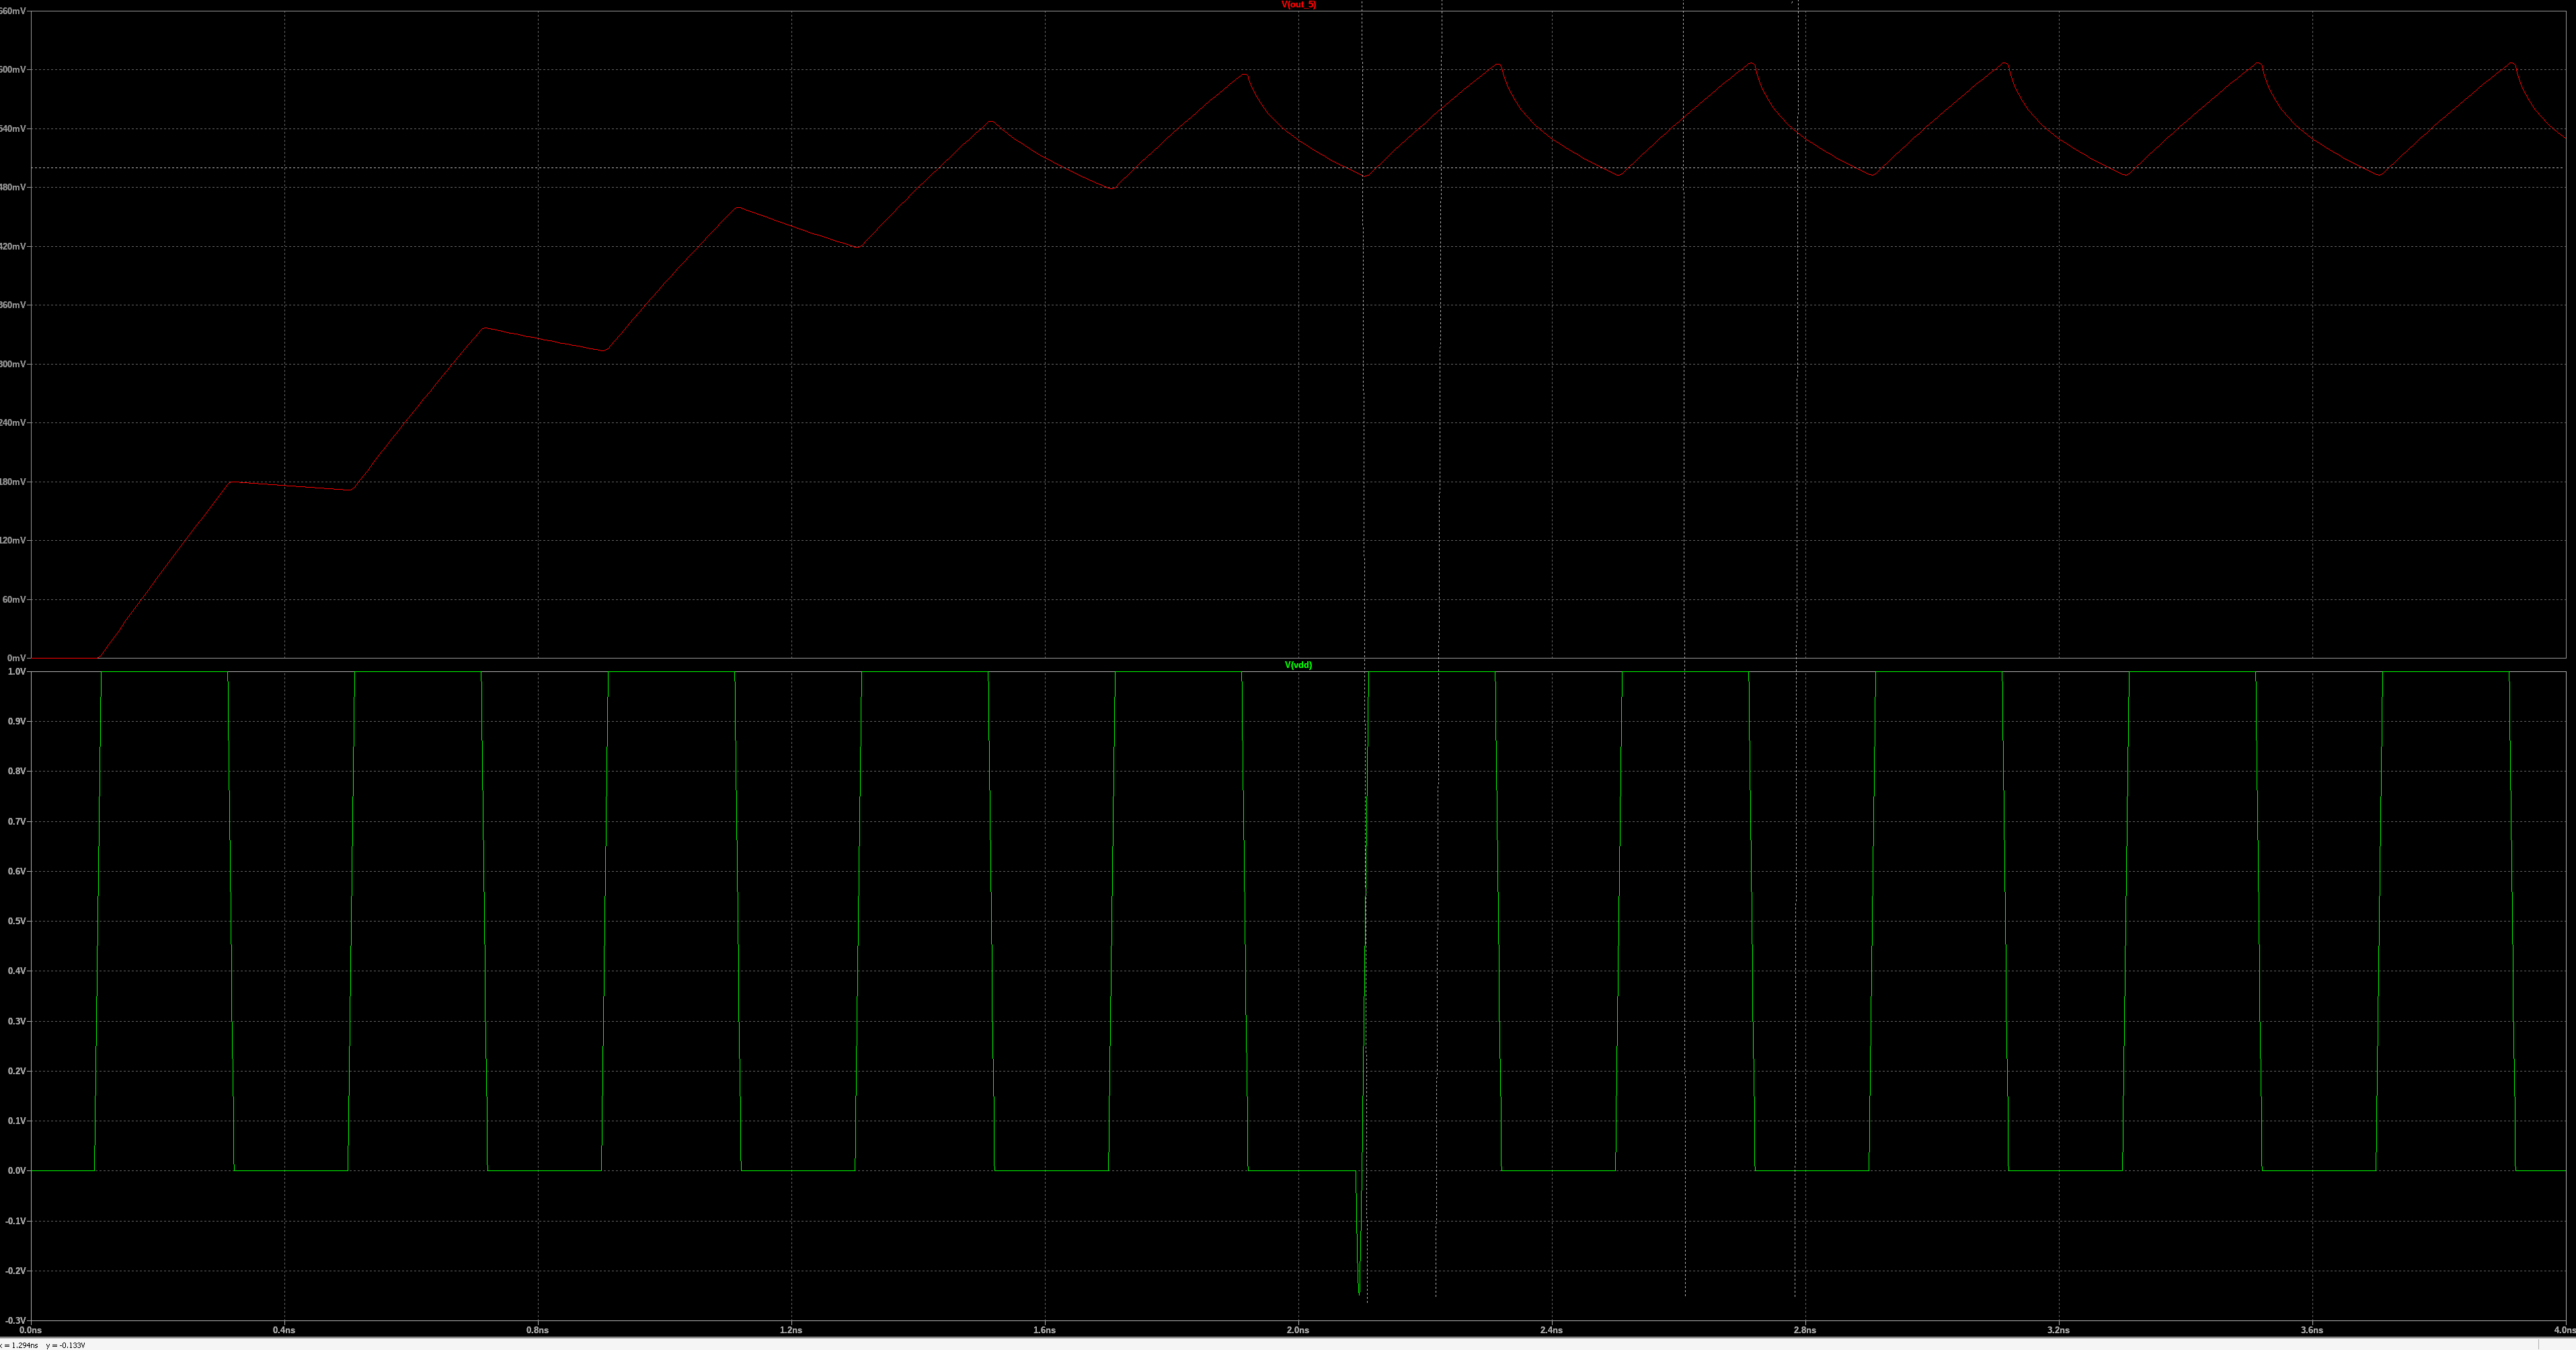 V(out_5)
660mV
600mV
540mV
480mV
420mV
360mV
300mV
240mV
180mV
120mV
60mV
0mV
V(vdd)
1.0V
0.9V
0.8V
0.7V
0.6V
0.5V
0.4V
0.3V
0.2V
0.1V
0.0V
-0.1V
-0.2V
-0.3V
0.0ns 0.4ns 0.8ns 1.2ns 1.6ns 2.0ns 2.4ns 2.8ns 3.2ns 3.6ns 4.0ns
x = 1.294ns y = -0.133V